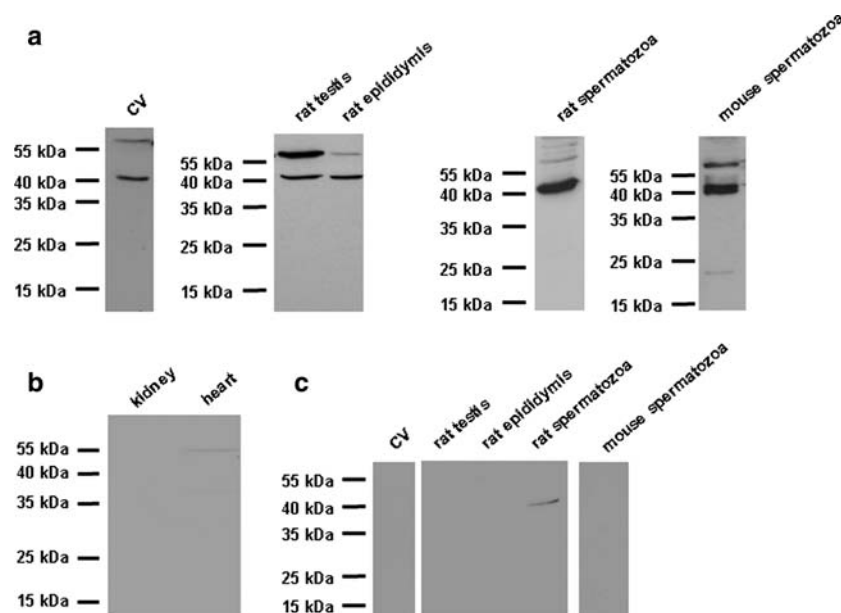 a
CV
rat testis
rat epididymis
rat spermatozoa
mouse spermatozoa
55 kDa
40 kDa
35 kDa
25 kDa
15 kDa
55 kDa
40 kDa
35 kDa
25 kDa
15 kDa
55 kDa
40 kDa
35 kDa
25 kDa
15 kDa
55 kDa
40 kDa
35 kDa
25 kDa
15 kDa
b
kidney
heart
55 kDa
40 kDa
35 kDa
25 kDa
15 kDa
c
CV
rat testis
rat epididymis
rat spermatozoa
mouse spermatozoa
55 kDa
40 kDa
35 kDa
25 kDa
15 kDa